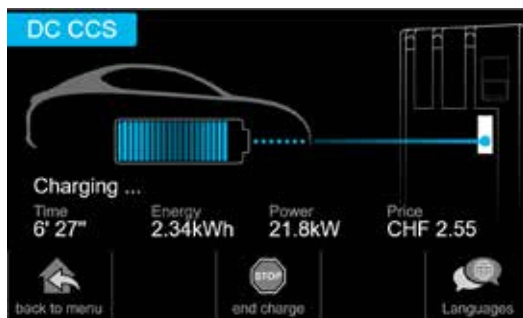 DC CCS
Charging ...
Time Energy Power Price
6' 27" 2.34kWh 21.8kW CHF 2.55
STOP
back to menu end charge Languages